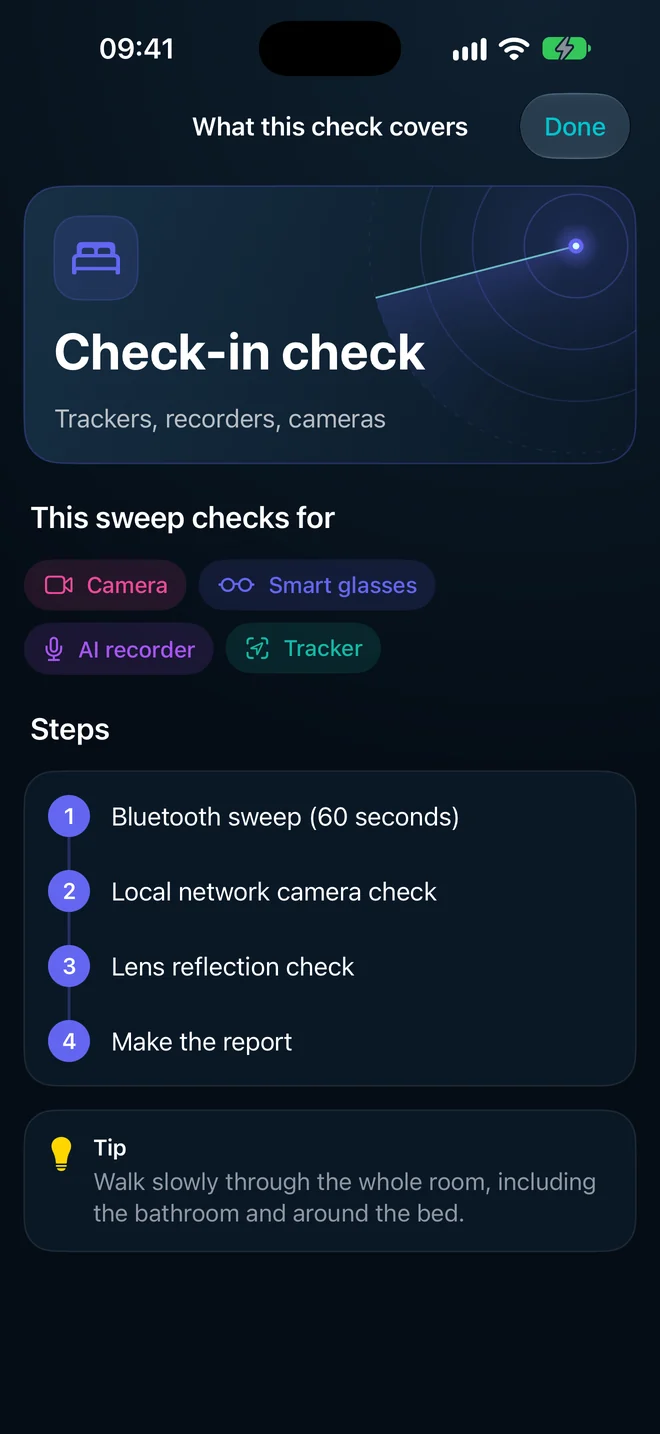 09:41
What this check covers
Done
Check-in check
Trackers, recorders, cameras
This sweep checks for
Camera
Smart glasses
AI recorder
Tracker
Steps
1 Bluetooth sweep (60 seconds)
2 Local network camera check
3 Lens reflection check
4 Make the report
Tip
Walk slowly through the whole room, including
the bathroom and around the bed.